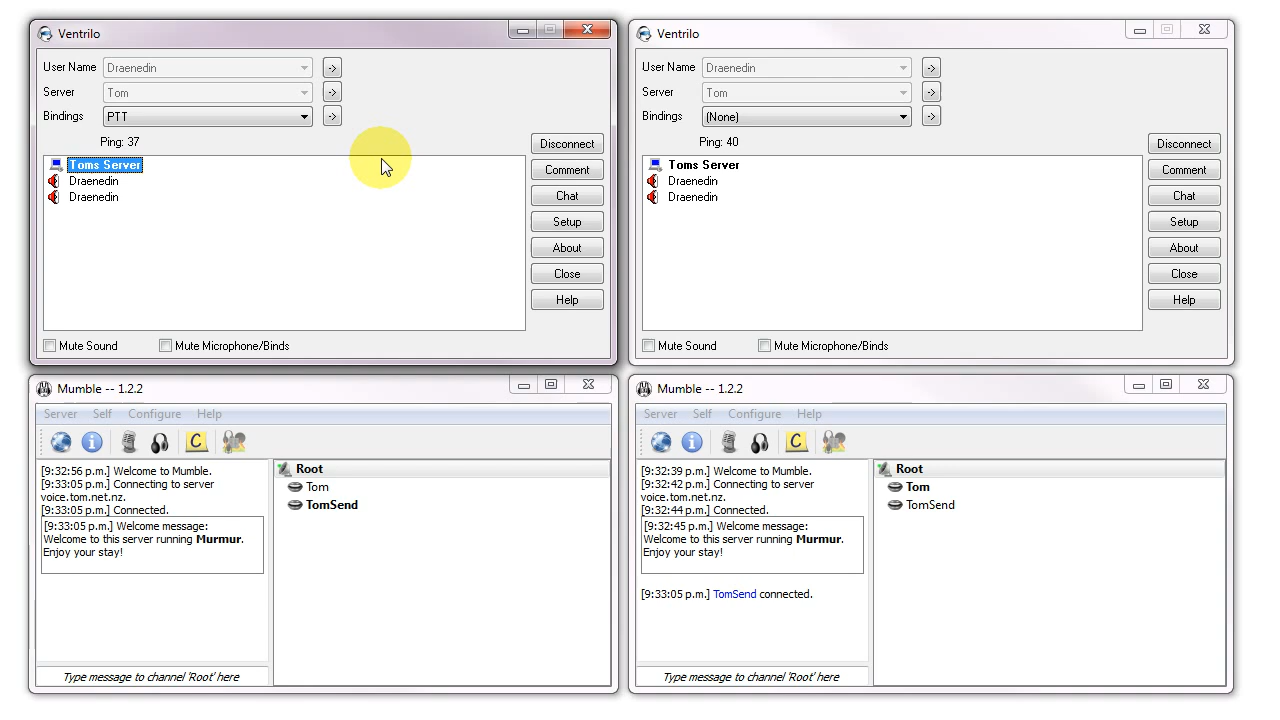 Ventrilo
User Name Draenedin ->
Server Tom ->
Bindings PTT ->
Ping: 37
Disconnect
Toms Server
Draenedin
Draenedin
Comment
Chat
Setup
About
Close
Help
Mute Sound Mute Microphone/Binds
Ventrilo
User Name Draenedin ->
Server Tom ->
Bindings (None) ->
Ping: 40
Disconnect
Toms Server
Draenedin
Draenedin
Comment
Chat
Setup
About
Close
Help
Mute Sound Mute Microphone/Binds
Mumble -- 1.2.2
Server Self Configure Help
C
[9:32:56 p.m.] Welcome to Mumble.
[9:33:05 p.m.] Connecting to server
voice.tom.net.nz.
[9:33:05 p.m.] Connected.
[9:33:05 p.m.] Welcome message:
Welcome to this server running Murmur.
Enjoy your stay!
Root
Tom
TomSend
Type message to channel 'Root' here
Mumble -- 1.2.2
Server Self Configure Help
C
[9:32:39 p.m.] Welcome to Mumble.
[9:32:42 p.m.] Connecting to server
voice.tom.net.nz.
[9:32:44 p.m.] Connected.
[9:32:45 p.m.] Welcome message:
Welcome to this server running Murmur.
Enjoy your stay!
[9:33:05 p.m.] TomSend connected.
Root
Tom
TomSend
Type message to channel 'Root' here